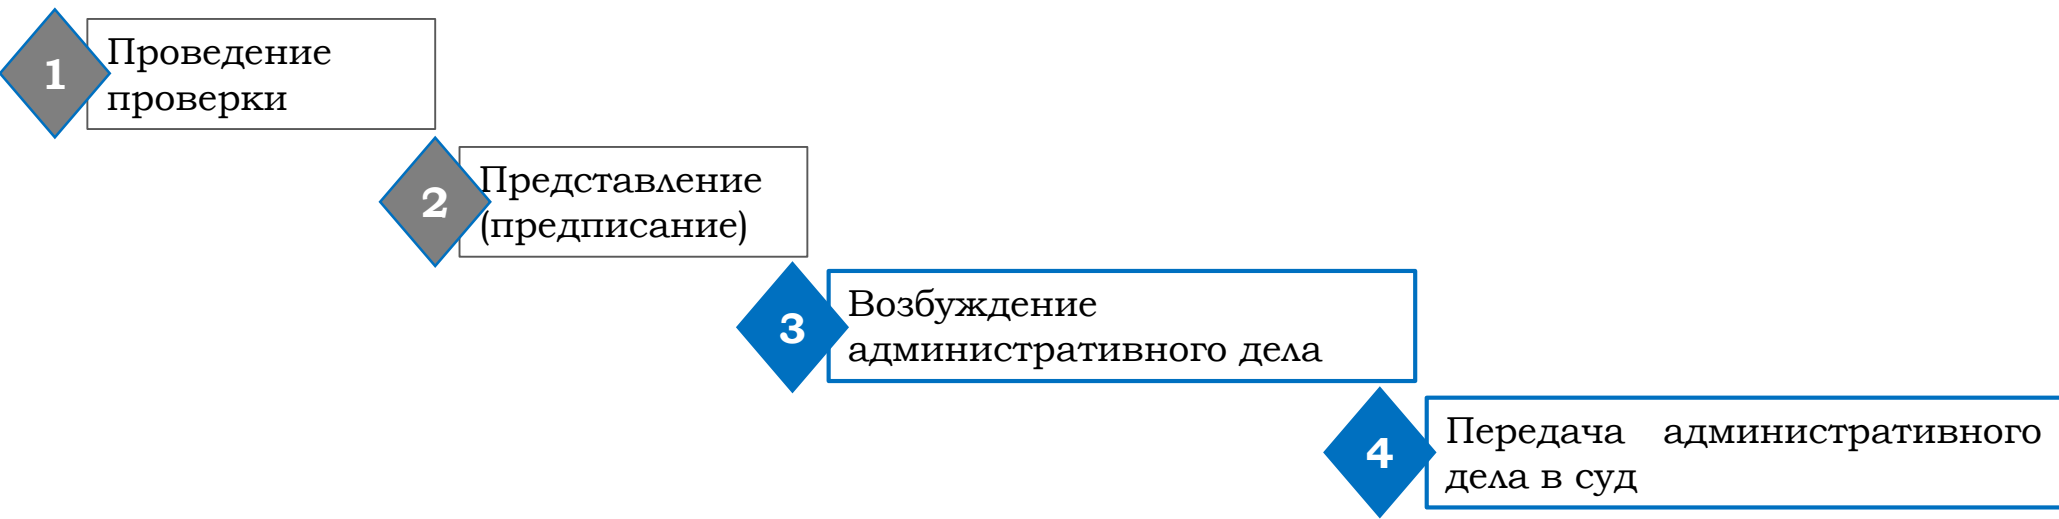 1
Проведение
проверки
2
Представление
(предписание)
3
Возбуждение
административного дела
4
Передача административного
дела в суд